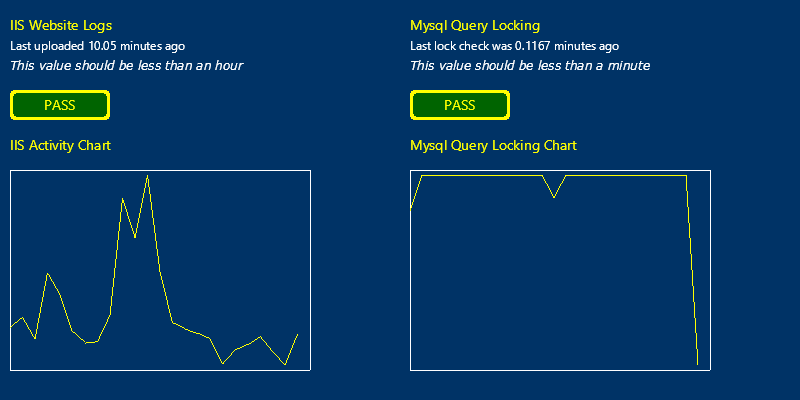 IIS Website Logs
Last uploaded 10.05 minutes ago
This value should be less than an hour
PASS
IIS Activity Chart
Mysql Query Locking
Last lock check was 0.1167 minutes ago
This value should be less than a minute
PASS
Mysql Query Locking Chart